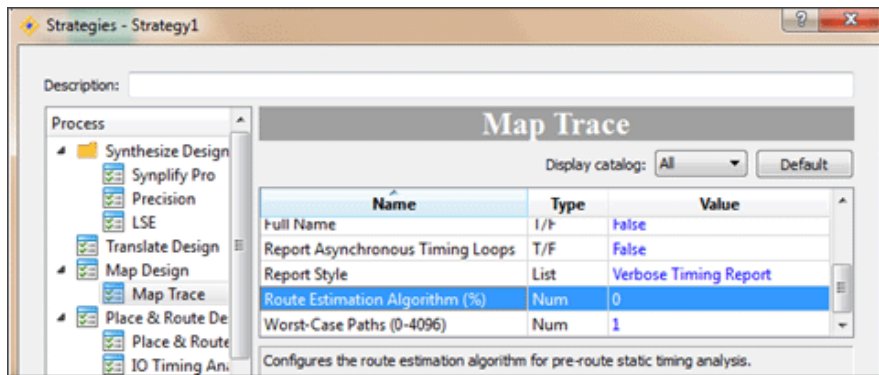 Strategies - Strategy1
Description:
Process
Synthesize Design
Synplify Pro
Precision
LSE
Translate Design
Map Design
Map Trace
Place & Route De
Place & Route
IO Timing An
Map Trace
Display catalog: All Default
Name Type Value
Full Name T/F False
Report Asynchronous Timing Loops T/F False
Report Style List Verbose Timing Report
Route Estimation Algorithm (%) Num 0
Worst-Case Paths (0-4096) Num 1
Configures the route estimation algorithm for pre-route static timing analysis.